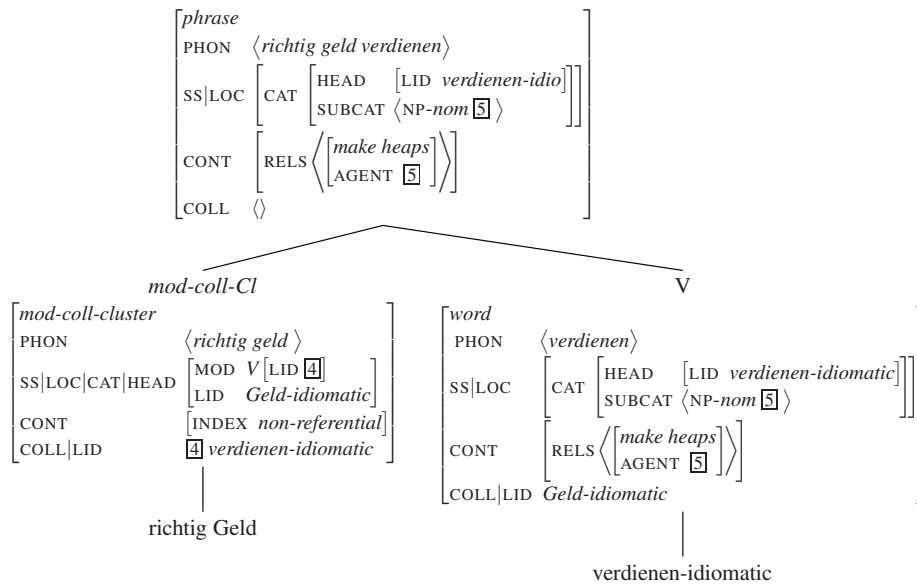 phrase
PHON ⟨richtig geld verdienen⟩
SS|LOC [CAT [HEAD [LID verdienen-idio]
SUBCAT ⟨NP-nom 5 ⟩]]
CONT [RELS ⟨[make heaps
AGENT 5]⟩]
COLL ⟨⟩
mod-coll-Cl
mod-coll-cluster
PHON ⟨richtig geld ⟩
SS|LOC|CAT|HEAD [MOD V [LID 4]
LID Geld-idiomatic]
CONT [INDEX non-referential]
COLL|LID 4 verdienen-idiomatic
richtig Geld
V
word
PHON ⟨verdienen⟩
SS|LOC [CAT [HEAD [LID verdienen-idiomatic]
SUBCAT ⟨NP-nom 5 ⟩]]
CONT [RELS ⟨[make heaps
AGENT 5]⟩]
COLL|LID Geld-idiomatic
verdienen-idiomatic